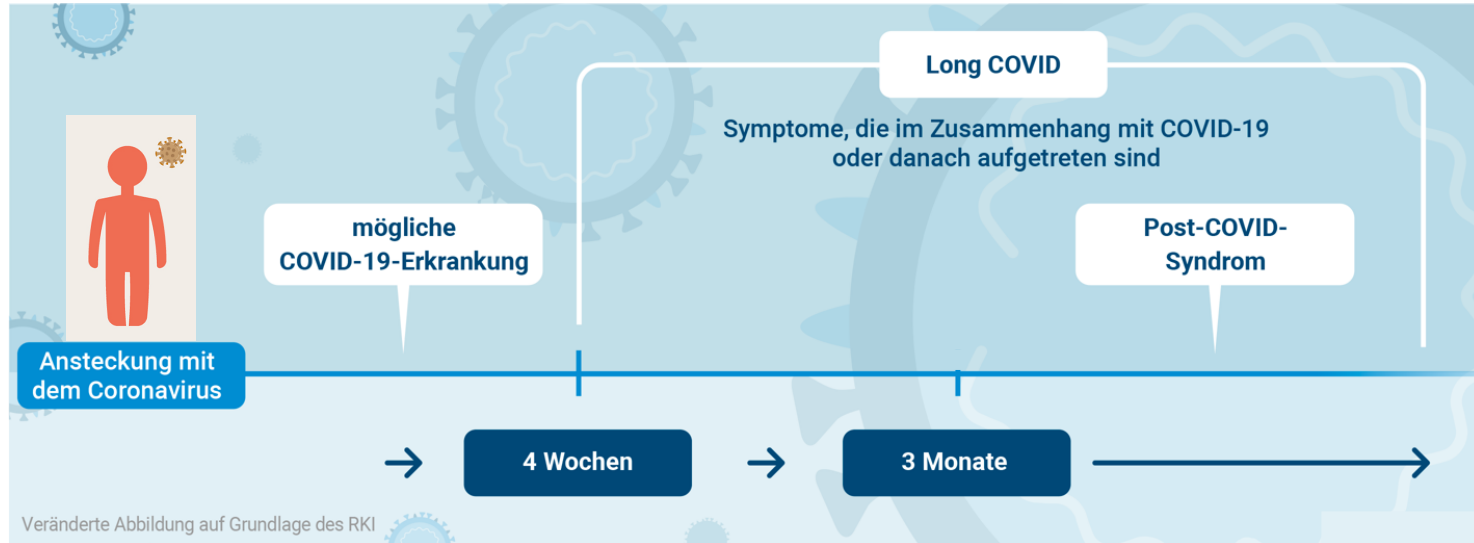 Long COVID
Symptome, die im Zusammenhang mit COVID-19
oder danach aufgetreten sind
mögliche
COVID-19-Erkrankung
Post-COVID-
Syndrom
Ansteckung mit
dem Coronavirus
4 Wochen
3 Monate
Veränderte Abbildung auf Grundlage des RKI